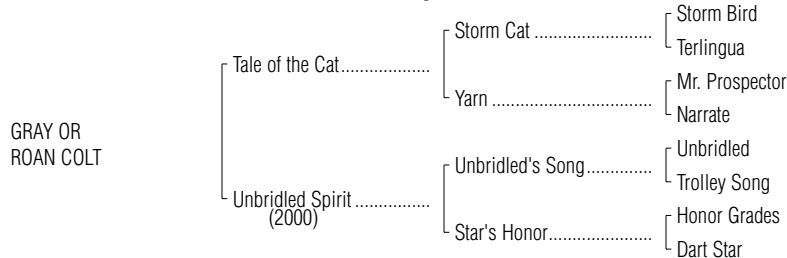 Storm Bird
Storm Cat .........................
Terlingua
Tale of the Cat...................
Mr. Prospector
Yarn ..................................
Narrate
GRAY OR
ROAN COLT
Unbridled
Unbridled's Song..............
Trolley Song
Unbridled Spirit ................
(2000)
Honor Grades
Star's Honor......................
Dart Star